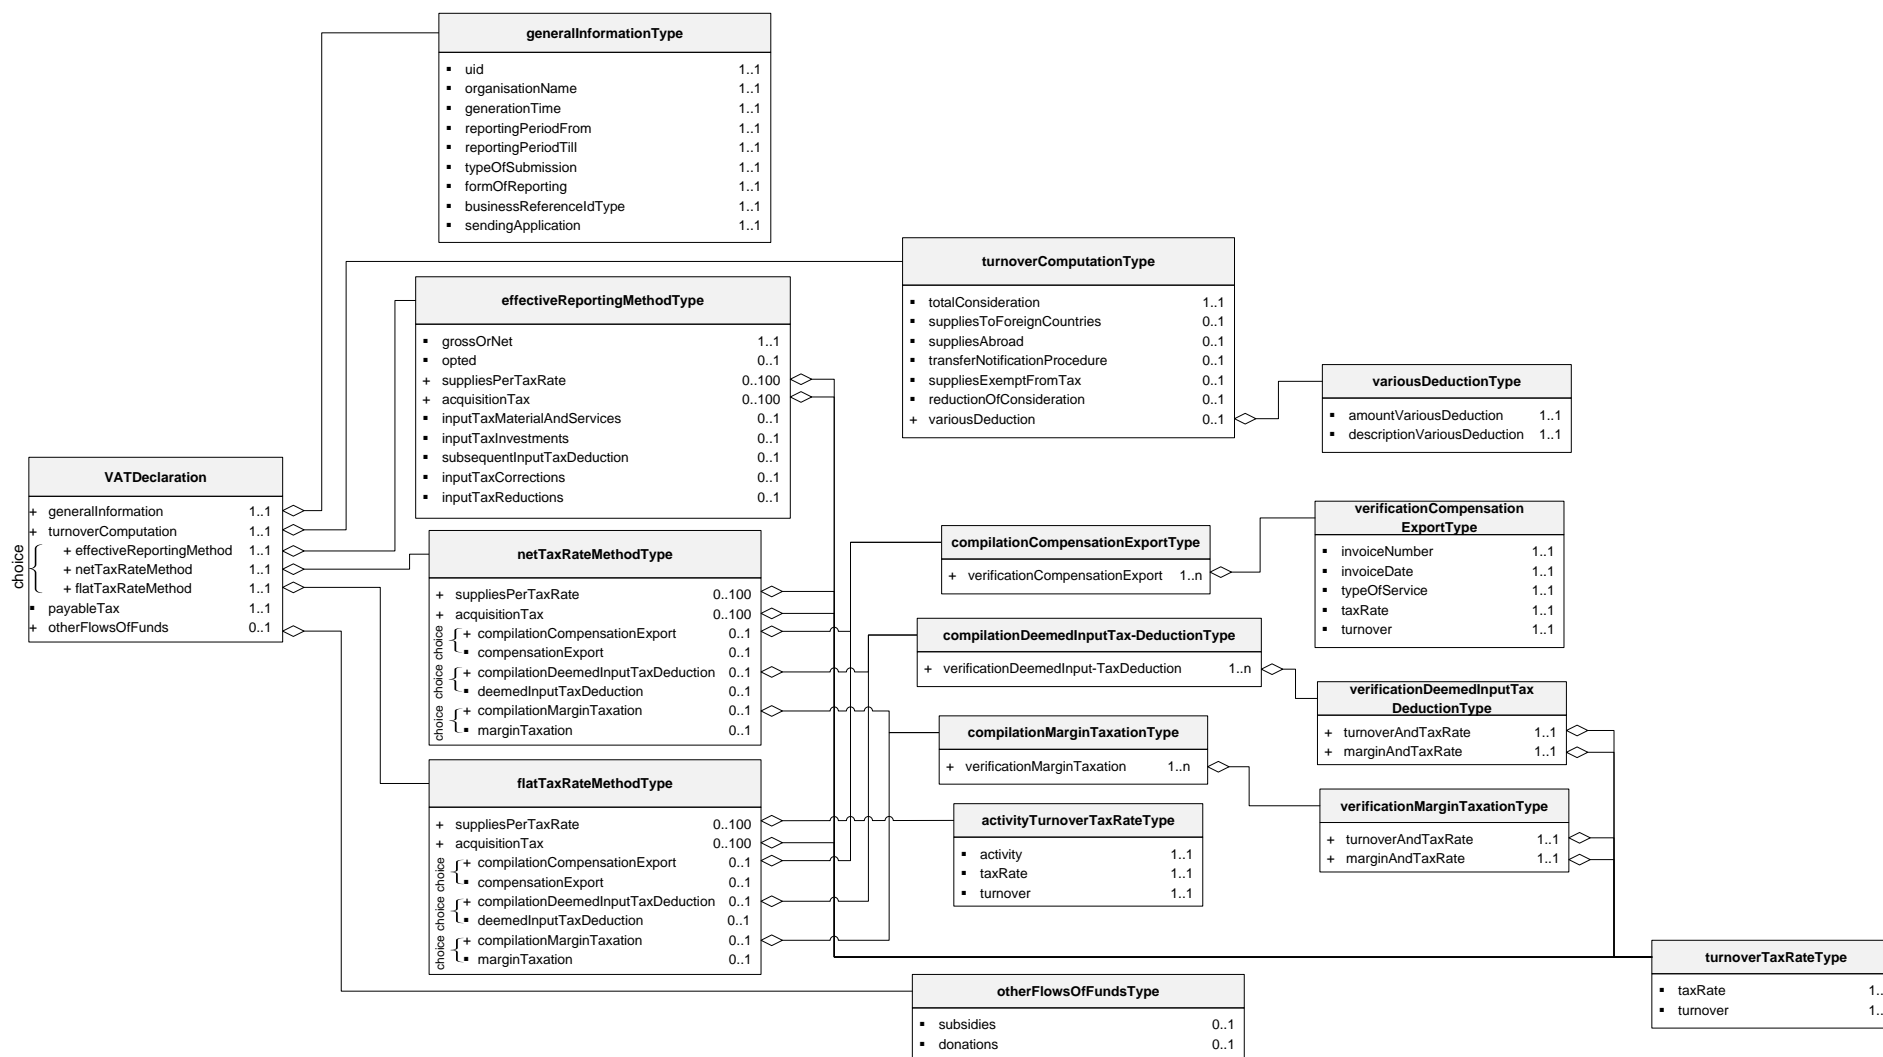 generalInformationType
▪ uid 1..1
▪ organisationName 1..1
▪ generationTime 1..1
▪ reportingPeriodFrom 1..1
▪ reportingPeriodTill 1..1
▪ typeOfSubmission 1..1
▪ formOfReporting 1..1
▪ businessReferenceIdType 1..1
▪ sendingApplication 1..1
turnoverComputationType
▪ totalConsideration 1..1
▪ suppliesToForeignCountries 0..1
▪ suppliesAbroad 0..1
▪ transferNotificationProcedure 0..1
▪ suppliesExemptFromTax 0..1
▪ reductionOfConsideration 0..1
+ variousDeduction 0..1
effectiveReportingMethodType
▪ grossOrNet 1..1
▪ opted 0..1
+ suppliesPerTaxRate 0..100
+ acquisitionTax 0..100
▪ inputTaxMaterialAndServices 0..1
▪ inputTaxInvestments 0..1
▪ subsequentInputTaxDeduction 0..1
▪ inputTaxCorrections 0..1
▪ inputTaxReductions 0..1
variousDeductionType
▪ amountVariousDeduction 1..1
▪ descriptionVariousDeduction 1..1
VATDeclaration
+ generalInformation 1..1
+ turnoverComputation 1..1
choice
+ effectiveReportingMethod 1..1
+ netTaxRateMethod 1..1
+ flatTaxRateMethod 1..1
▪ payableTax 1..1
+ otherFlowsOfFunds 0..1
netTaxRateMethodType
+ suppliesPerTaxRate 0..100
+ acquisitionTax 0..100
choice
+ compilationCompensationExport 0..1
▪ compensationExport 0..1
choice
+ compilationDeemedInputTaxDeduction 0..1
▪ deemedInputTaxDeduction 0..1
choice
+ compilationMarginTaxation 0..1
▪ marginTaxation 0..1
compilationCompensationExportType
+ verificationCompensationExport 1..n
verificationCompensation
ExportType
▪ invoiceNumber 1..1
▪ invoiceDate 1..1
▪ typeOfService 1..1
▪ taxRate 1..1
▪ turnover 1..1
compilationDeemedInputTax-DeductionType
+ verificationDeemedInput-TaxDeduction 1..n
verificationDeemedInputTax
DeductionType
+ turnoverAndTaxRate 1..1
+ marginAndTaxRate 1..1
compilationMarginTaxationType
+ verificationMarginTaxation 1..n
verificationMarginTaxationType
+ turnoverAndTaxRate 1..1
+ marginAndTaxRate 1..1
flatTaxRateMethodType
+ suppliesPerTaxRate 0..100
+ acquisitionTax 0..100
choice
+ compilationCompensationExport 0..1
▪ compensationExport 0..1
choice
+ compilationDeemedInputTaxDeduction 0..1
▪ deemedInputTaxDeduction 0..1
choice
+ compilationMarginTaxation 0..1
▪ marginTaxation 0..1
activityTurnoverTaxRateType
▪ activity 1..1
▪ taxRate 1..1
▪ turnover 1..1
turnoverTaxRateType
▪ taxRate 1..
▪ turnover 1..
otherFlowsOfFundsType
▪ subsidies 0..1
▪ donations 0..1